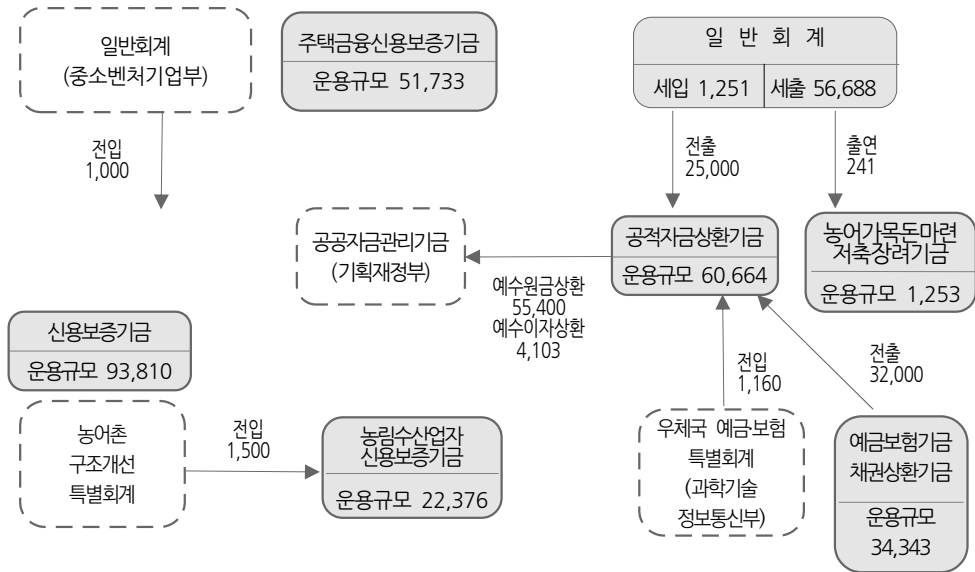 일반회계
(중소벤처기업부)
전입
1,000
주택금융신용보증기금
운용규모 51,733
일 반 회 계
세입 1,251 세출 56,688
전출
25,000
출연
241
공공자금관리기금
(기획재정부)
예수원금상환
55,400
예수이자상환
4,103
공적자금상환기금
운용규모 60,664
농어가목돈마련
저축장려기금
운용규모 1,253
신용보증기금
운용규모 93,810
농어촌
구조개선
특별회계
전입
1,500
농림수산업자
신용보증기금
운용규모 22,376
전입
1,160
우체국 예금·보험
특별회계
(과학기술
정보통신부)
전출
32,000
예금보험기금
채권상환기금
운용규모
34,343